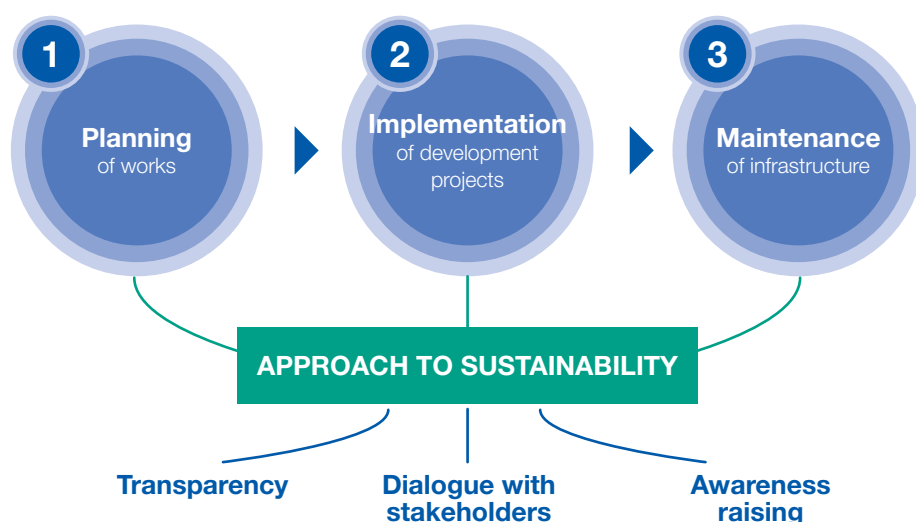 1
Planning
of works
2
Implementation
of development
projects
3
Maintenance
of infrastructure
APPROACH TO SUSTAINABILITY
Transparency
Dialogue with
stakeholders
Awareness
raising